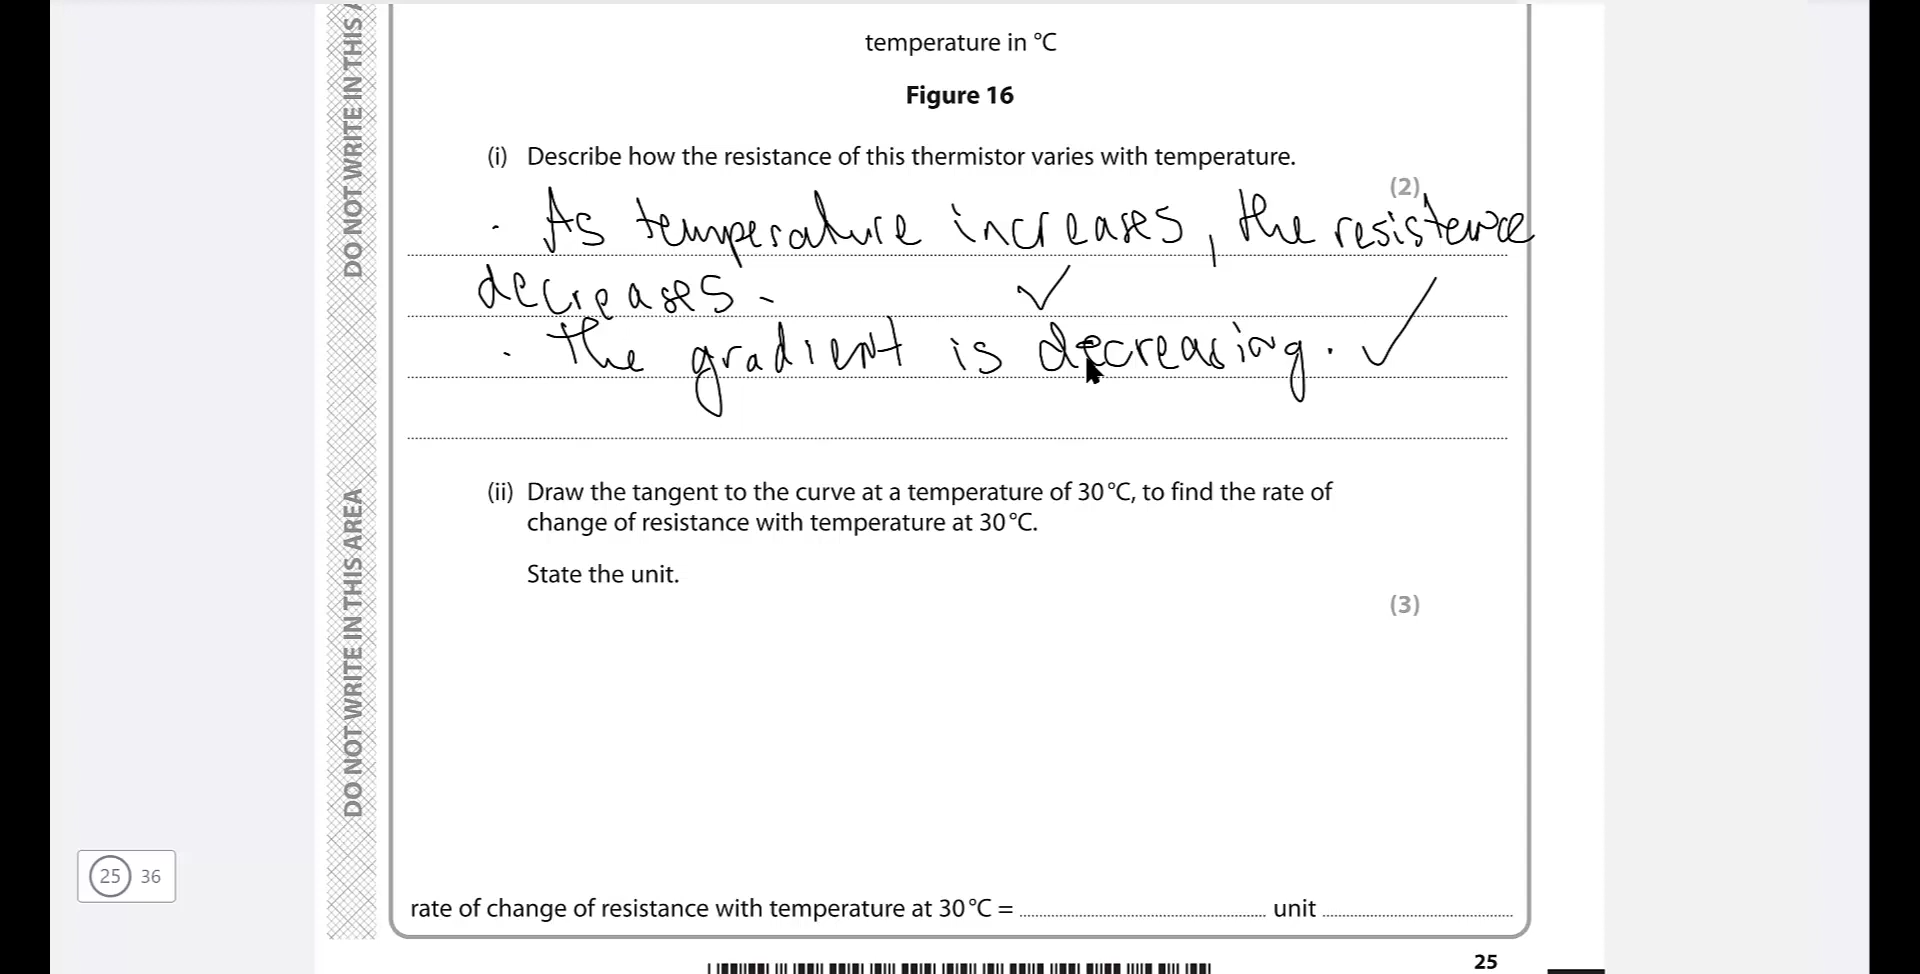 DO NOT WRITE IN THIS A
temperature in °C
Figure 16
(i) Describe how the resistance of this thermistor varies with temperature.
(2)
. As temperature increases, the resistence
decreases.
. The gradient is decreasing.
DO NOT WRITE IN THIS AREA
(ii) Draw the tangent to the curve at a temperature of 30 °C, to find the rate of
change of resistance with temperature at 30 °C.
State the unit.
(3)
25 36
rate of change of resistance with temperature at 30 °C = ........ unit ........
25